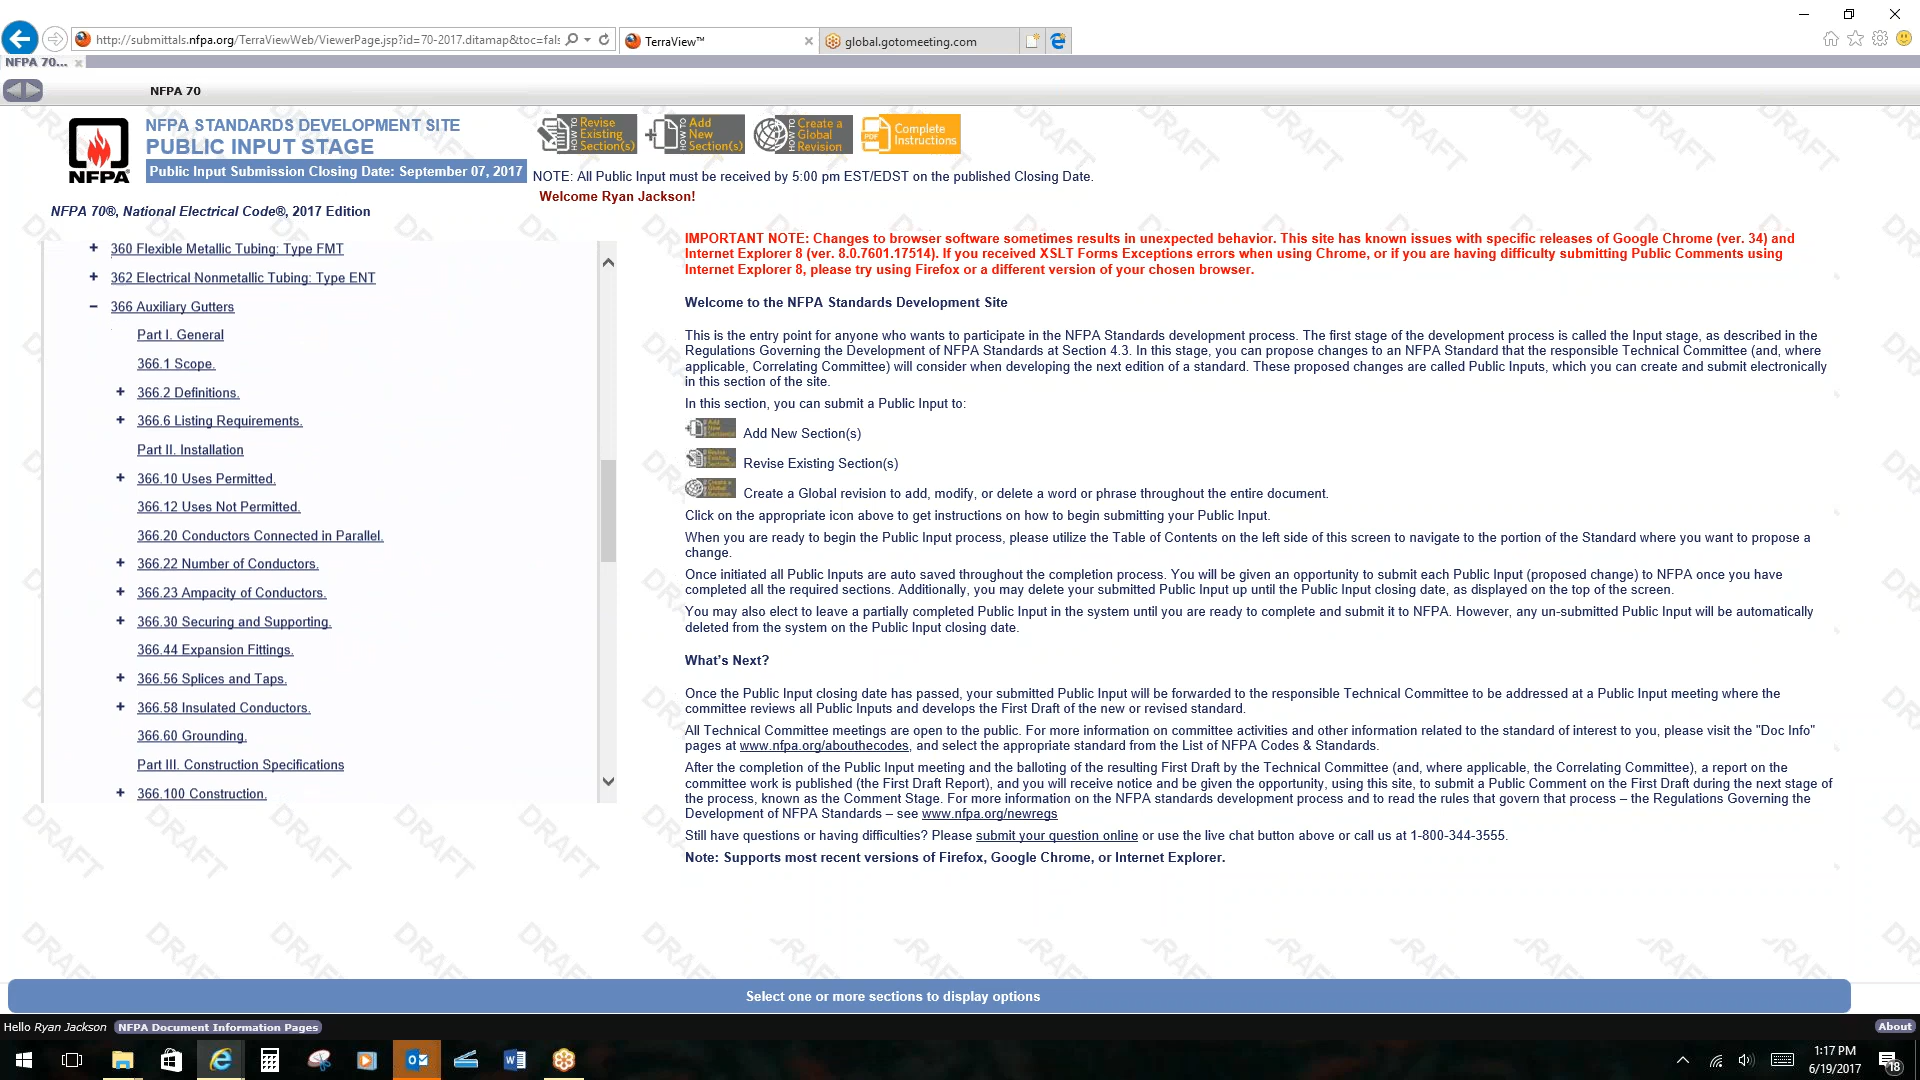 http://submittals.nfpa.org/TerraViewWeb/ViewerPage.jsp?id=70-2017.ditamap&toc=fals
TerraView™
global.gotomeeting.com
NFPA 70...
NFPA 70
NFPA
NFPA STANDARDS DEVELOPMENT SITE
PUBLIC INPUT STAGE
Public Input Submission Closing Date: September 07, 2017
HOW TO Revise Existing Section(s)
HOW TO Add New Section(s)
HOW TO Create a Global Revision
PDF Complete Instructions
NOTE: All Public Input must be received by 5:00 pm EST/EDST on the published Closing Date.
Welcome Ryan Jackson!
NFPA 70®, National Electrical Code®, 2017 Edition
+ 360 Flexible Metallic Tubing: Type FMT
+ 362 Electrical Nonmetallic Tubing: Type ENT
− 366 Auxiliary Gutters
Part I. General
366.1 Scope.
+ 366.2 Definitions.
+ 366.6 Listing Requirements.
Part II. Installation
+ 366.10 Uses Permitted.
366.12 Uses Not Permitted.
366.20 Conductors Connected in Parallel.
+ 366.22 Number of Conductors.
+ 366.23 Ampacity of Conductors.
+ 366.30 Securing and Supporting.
366.44 Expansion Fittings.
+ 366.56 Splices and Taps.
+ 366.58 Insulated Conductors.
366.60 Grounding.
Part III. Construction Specifications
+ 366.100 Construction.
IMPORTANT NOTE: Changes to browser software sometimes results in unexpected behavior. This site has known issues with specific releases of Google Chrome (ver. 34) and
Internet Explorer 8 (ver. 8.0.7601.17514). If you received XSLT Forms Exceptions errors when using Chrome, or if you are having difficulty submitting Public Comments using
Internet Explorer 8, please try using Firefox or a different version of your chosen browser.
Welcome to the NFPA Standards Development Site
This is the entry point for anyone who wants to participate in the NFPA Standards development process. The first stage of the development process is called the Input stage, as described in the
Regulations Governing the Development of NFPA Standards at Section 4.3. In this stage, you can propose changes to an NFPA Standard that the responsible Technical Committee (and, where
applicable, Correlating Committee) will consider when developing the next edition of a standard. These proposed changes are called Public Inputs, which you can create and submit electronically
in this section of the site.
In this section, you can submit a Public Input to:
Add New Section(s)
Revise Existing Section(s)
Create a Global revision to add, modify, or delete a word or phrase throughout the entire document.
Click on the appropriate icon above to get instructions on how to begin submitting your Public Input.
When you are ready to begin the Public Input process, please utilize the Table of Contents on the left side of this screen to navigate to the portion of the Standard where you want to propose a
change.
Once initiated all Public Inputs are auto saved throughout the completion process. You will be given an opportunity to submit each Public Input (proposed change) to NFPA once you have
completed all the required sections. Additionally, you may delete your submitted Public Input up until the Public Input closing date, as displayed on the top of the screen.
You may also elect to leave a partially completed Public Input in the system until you are ready to complete and submit it to NFPA. However, any un-submitted Public Input will be automatically
deleted from the system on the Public Input closing date.
What's Next?
Once the Public Input closing date has passed, your submitted Public Input will be forwarded to the responsible Technical Committee to be addressed at a Public Input meeting where the
committee reviews all Public Inputs and develops the First Draft of the new or revised standard.
All Technical Committee meetings are open to the public. For more information on committee activities and other information related to the standard of interest to you, please visit the "Doc Info"
pages at www.nfpa.org/abouthecodes, and select the appropriate standard from the List of NFPA Codes & Standards.
After the completion of the Public Input meeting and the balloting of the resulting First Draft by the Technical Committee (and, where applicable, the Correlating Committee), a report on the
committee work is published (the First Draft Report), and you will receive notice and be given the opportunity, using this site, to submit a Public Comment on the First Draft during the next stage of
the process, known as the Comment Stage. For more information on the NFPA standards development process and to read the rules that govern that process – the Regulations Governing the
Development of NFPA Standards – see www.nfpa.org/newregs
Still have questions or having difficulties? Please submit your question online or use the live chat button above or call us at 1-800-344-3555.
Note: Supports most recent versions of Firefox, Google Chrome, or Internet Explorer.
DRAFT
Select one or more sections to display options
Hello Ryan Jackson NFPA Document Information Pages
About
1:17 PM
6/19/2017
18